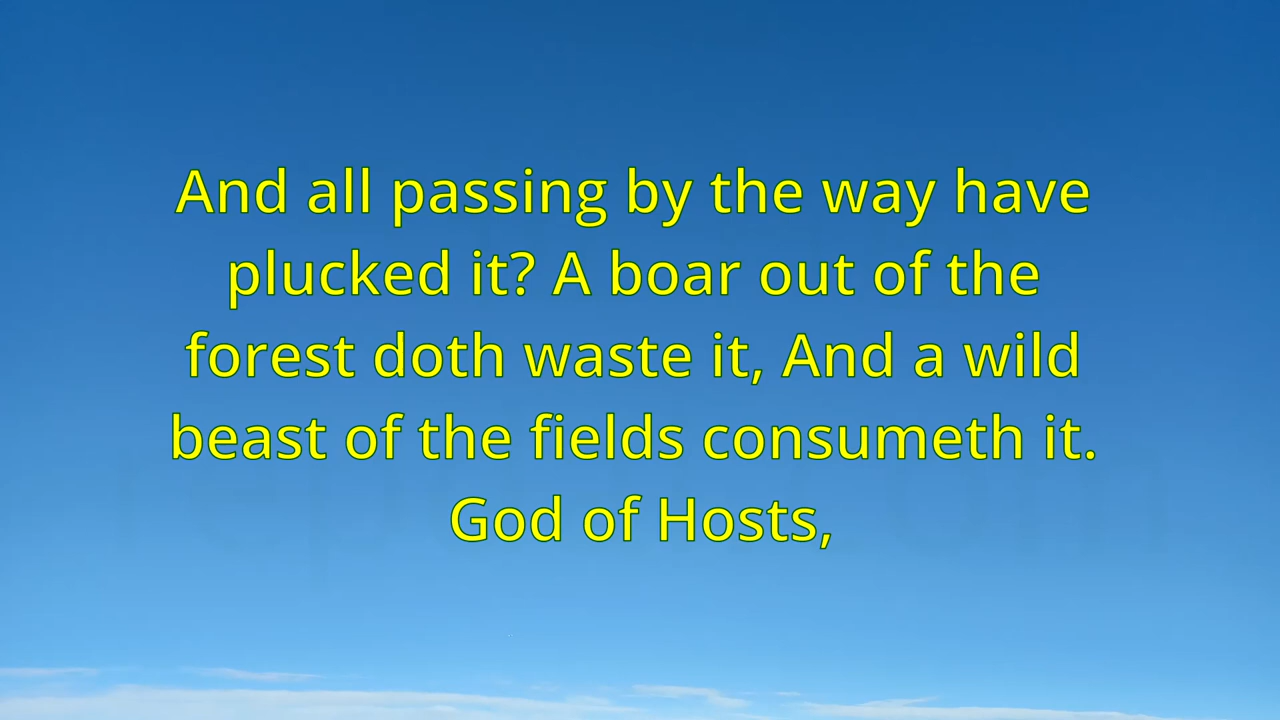 And all passing by the way have
plucked it? A boar out of the
forest doth waste it, And a wild
beast of the fields consumeth it.
God of Hosts,